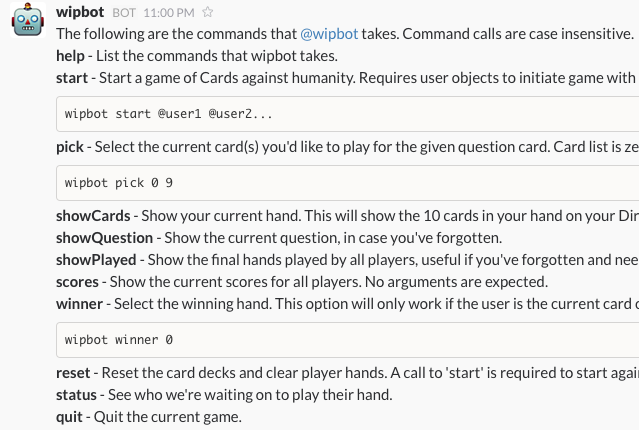 wipbot BOT 11:00 PM
The following are the commands that @wipbot takes. Command calls are case insensitive.
help - List the commands that wipbot takes.
start - Start a game of Cards against humanity. Requires user objects to initiate game with
wipbot start @user1 @user2...
pick - Select the current card(s) you'd like to play for the given question card. Card list is ze
wipbot pick 0 9
showCards - Show your current hand. This will show the 10 cards in your hand on your Dir
showQuestion - Show the current question, in case you've forgotten.
showPlayed - Show the final hands played by all players, useful if you've forgotten and nee
scores - Show the current scores for all players. No arguments are expected.
winner - Select the winning hand. This option will only work if the user is the current card
wipbot winner 0
reset - Reset the card decks and clear player hands. A call to 'start' is required to start agai
status - See who we're waiting on to play their hand.
quit - Quit the current game.